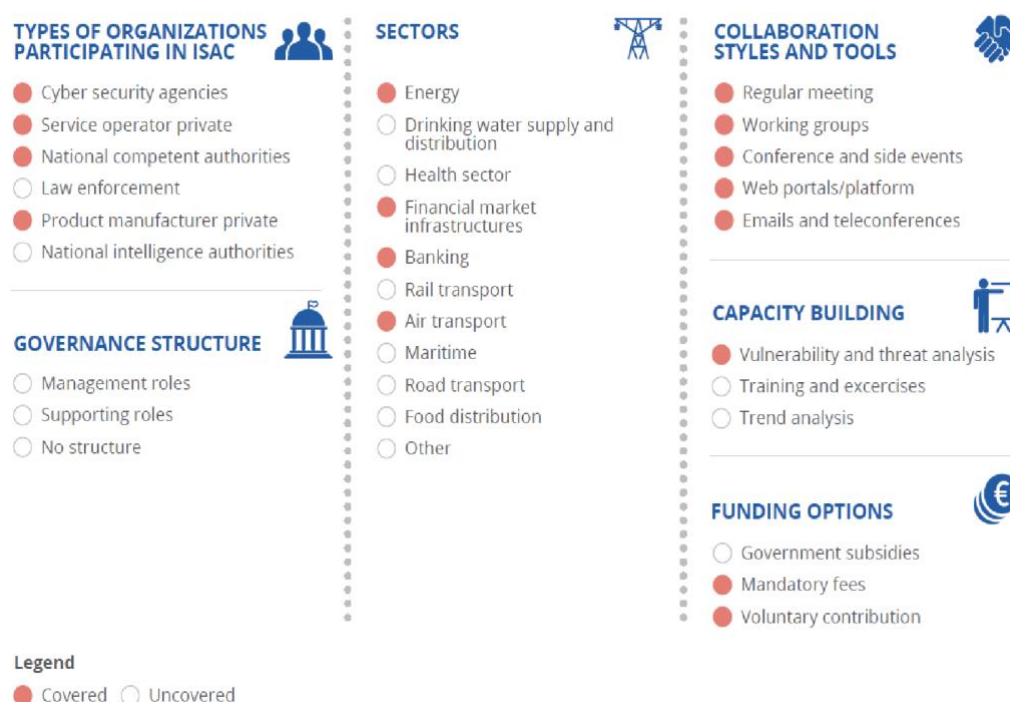 TYPES OF ORGANIZATIONS
PARTICIPATING IN ISAC
Cyber security agencies
Service operator private
National competent authorities
Law enforcement
Product manufacturer private
National intelligence authorities
GOVERNANCE STRUCTURE
Management roles
Supporting roles
No structure
SECTORS
Energy
Drinking water supply and
distribution
Health sector
Financial market
infrastructures
Banking
Rail transport
Air transport
Maritime
Road transport
Food distribution
Other
COLLABORATION
STYLES AND TOOLS
Regular meeting
Working groups
Conference and side events
Web portals/platform
Emails and teleconferences
CAPACITY BUILDING
Vulnerability and threat analysis
Training and excercises
Trend analysis
FUNDING OPTIONS
€
Government subsidies
Mandatory fees
Voluntary contribution
Legend
Covered Uncovered